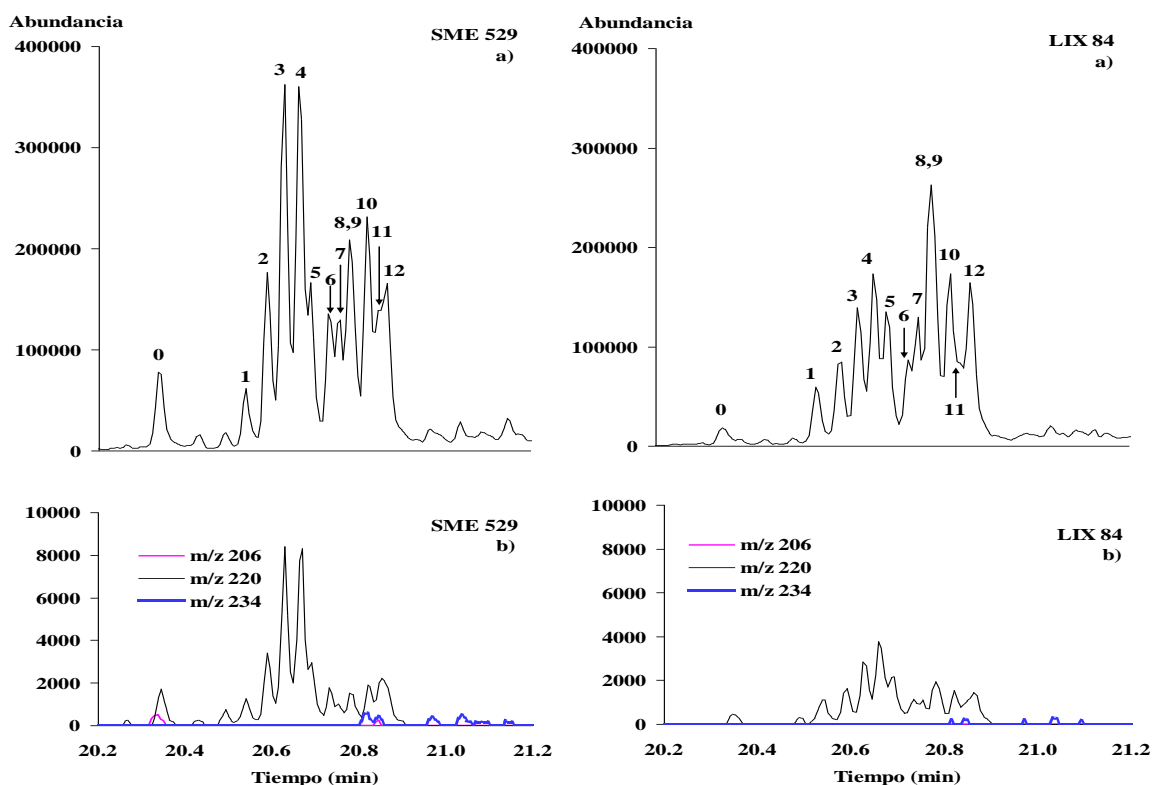 Abundancia
SME 529
a)
400000
300000
200000
100000
0
0
1
2
3
4
5
6
7
8,9
10
11
12
Abundancia
LIX 84
a)
400000
300000
200000
100000
0
0
1
2
3
4
5
6
7
8,9
10
11
12
10000
8000
6000
4000
2000
0
SME 529
b)
m/z 206
m/z 220
m/z 234
20.2 20.4 20.6 20.8 20.9 21.2
Tiempo (min)
10000
8000
6000
4000
2000
0
LIX 84
b)
m/z 206
m/z 220
m/z 234
20.2 20.4 20.6 20.8 21.0 21.2
Tiempo (min)